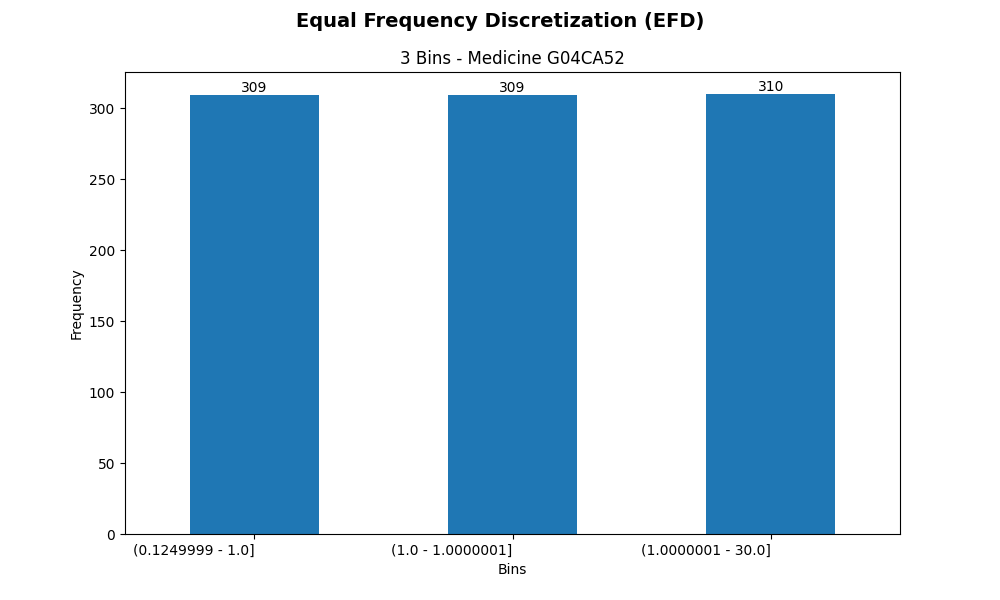 Equal Frequency Discretization (EFD)
3 Bins - Medicine G04CA52
309 309 310
300
250
200
150
100
50
0
Frequency
(0.1249999 - 1.0] (1.0 - 1.0000001] (1.0000001 - 30.0]
Bins